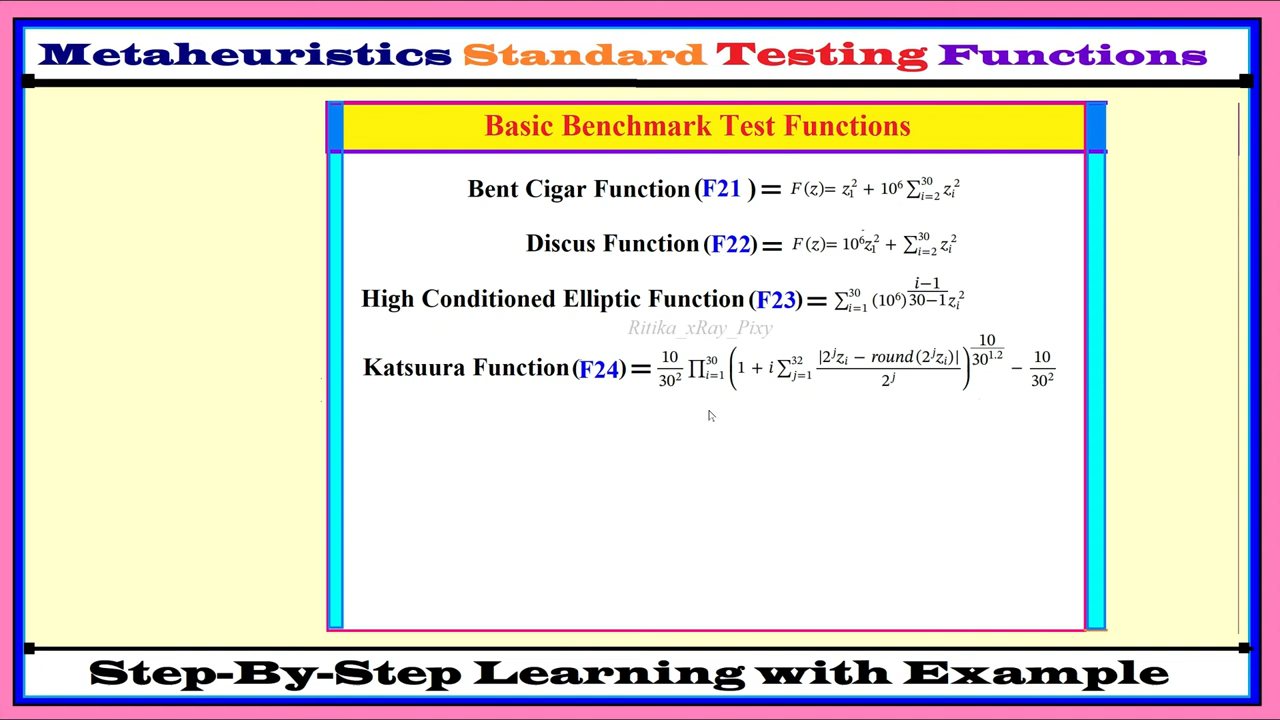 Metaheuristics Standard Testing Functions
Basic Benchmark Test Functions
Bent Cigar Function (F21 ) = F(z)= z₁² + 10⁶ ∑³⁰ᵢ₌₂ zᵢ²
Discus Function (F22) = F(z)= 10⁶z₁² + ∑³⁰ᵢ₌₂ zᵢ²
High Conditioned Elliptic Function (F23) = ∑³⁰ᵢ₌₁ (10⁶)^((i−1)/(30−1)) zᵢ²
Ritika_xRay_Pixy
Katsuura Function (F24) = 10/30² ∏³⁰ᵢ₌₁ (1 + i ∑³²ⱼ₌₁ |2ʲzᵢ − round(2ʲzᵢ)|/2ʲ)^(10/30^1.2) − 10/30²
Step-By-Step Learning with Example